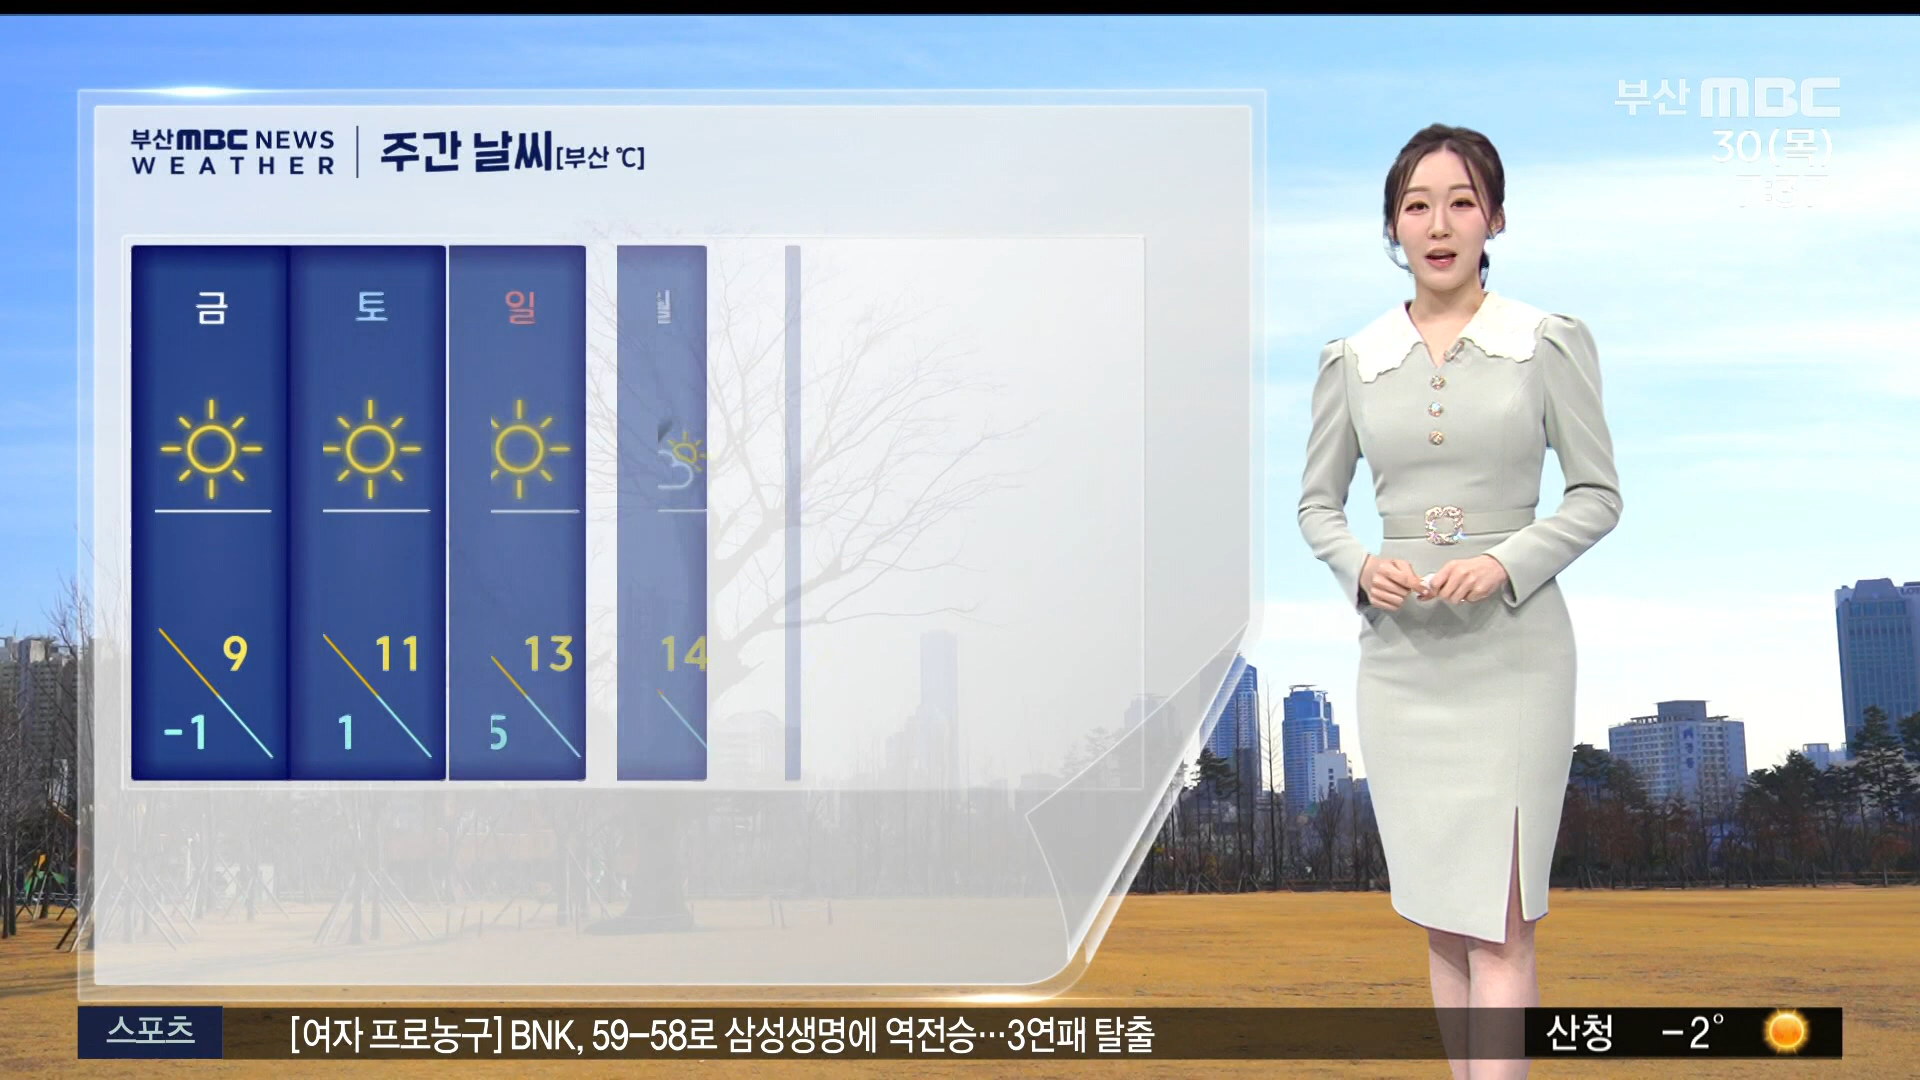 부산MBC NEWS
WEATHER
주간 날씨[부산 ℃]
부산 MBC
30(목)
금
토
일
9
11
13
14
-1
1
5
스포츠
[여자 프로농구] BNK, 59-58로 삼성생명에 역전승…3연패 탈출
산청 -2°